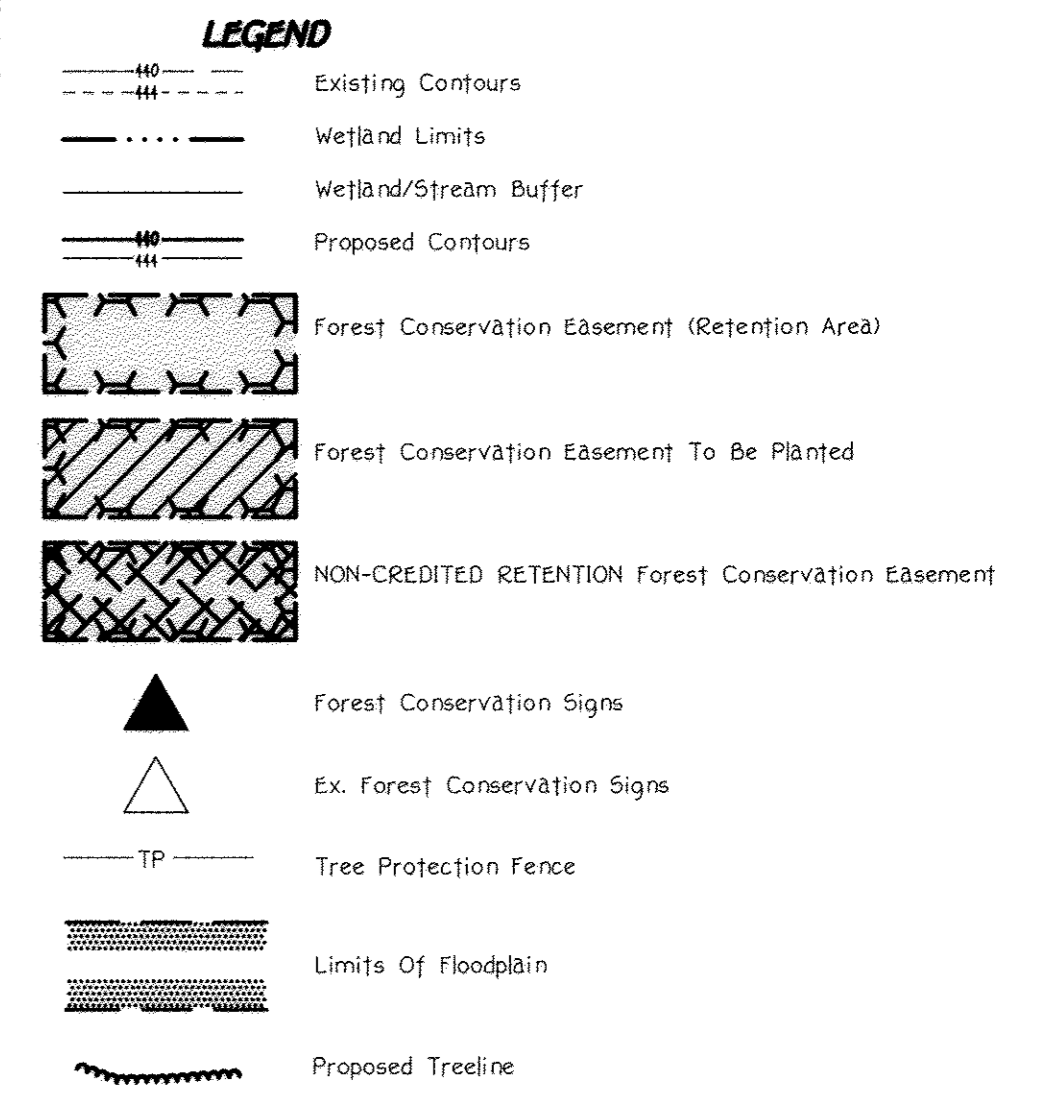 LEGEND
440
444
Existing Contours
Wetland Limits
Wetland/Stream Buffer
440
444
Proposed Contours
Forest Conservation Easement (Retention Area)
Forest Conservation Easement To Be Planted
NON-CREDITED RETENTION Forest Conservation Easement
Forest Conservation Signs
Ex. Forest Conservation Signs
TP
Tree Protection Fence
Limits Of Floodplain
Proposed Treeline